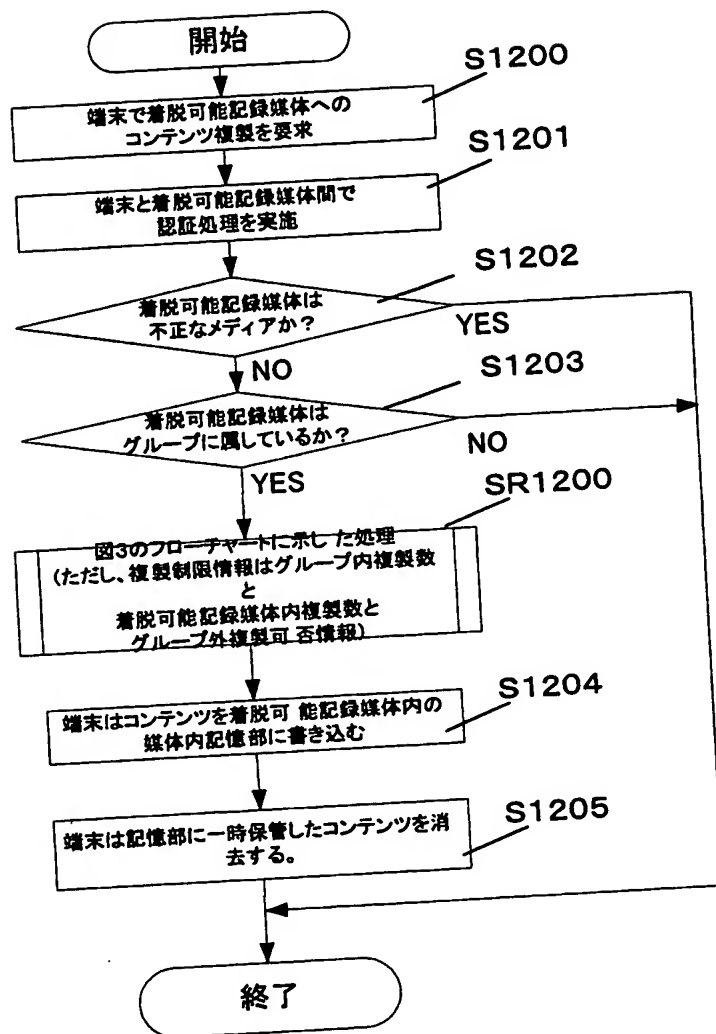 開始
S1200
端末で着脱可能記録媒体への
コンテンツ複製を要求
S1201
端末と着脱可能記録媒体間で
認証処理を実施
S1202
着脱可能記録媒体は
不正なメディアか？
YES
NO
S1203
着脱可能記録媒体は
グループに属しているか？
NO
YES
SR1200
図3のフローチャートに示した処理
(ただし、複製制限情報はグループ内複製数
と
着脱可能記録媒体内複製数と
グループ外複製可否情報)
S1204
端末はコンテンツを着脱可能記録媒体内の
媒体内記憶部に書き込む
S1205
端末は記憶部に一時保管したコンテンツを消
去する。
終了